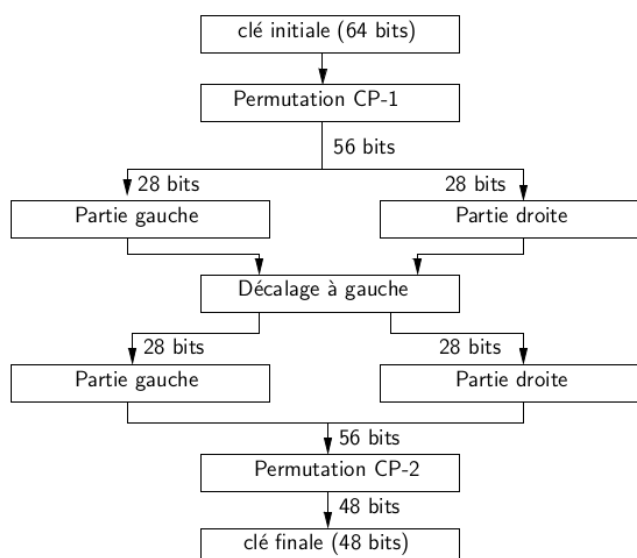 clé initiale (64 bits)
Permutation CP-1
56 bits
28 bits
28 bits
Partie gauche
Partie droite
Décalage à gauche
28 bits
28 bits
Partie gauche
Partie droite
56 bits
Permutation CP-2
48 bits
clé finale (48 bits)